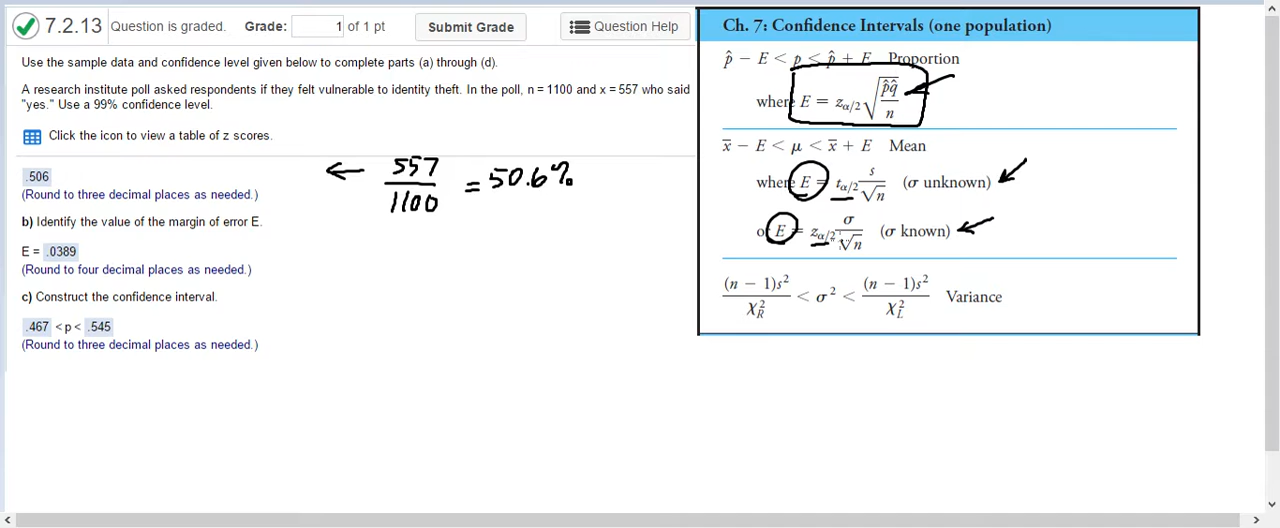 7.2.13 Question is graded. Grade: 1 of 1 pt Submit Grade Question Help
Use the sample data and confidence level given below to complete parts (a) through (d).
A research institute poll asked respondents if they felt vulnerable to identity theft. In the poll, n = 1100 and x = 557 who said
"yes." Use a 99% confidence level.
Click the icon to view a table of z scores.
.506
(Round to three decimal places as needed.)
b) Identify the value of the margin of error E.
E = .0389
(Round to four decimal places as needed.)
c) Construct the confidence interval.
.467 < p < .545
(Round to three decimal places as needed.)
← 557/1100 = 50.6%
Ch. 7: Confidence Intervals (one population)
p̂ − E < p < p̂ + E Proportion
where E = zα/2 √(p̂q̂/n)
x̄ − E < μ < x̄ + E Mean
where E = tα/2 s/√n (σ unknown)
or E = zα/2 σ/√n (σ known)
(n − 1)s²/χ²R < σ² < (n − 1)s²/χ²L Variance